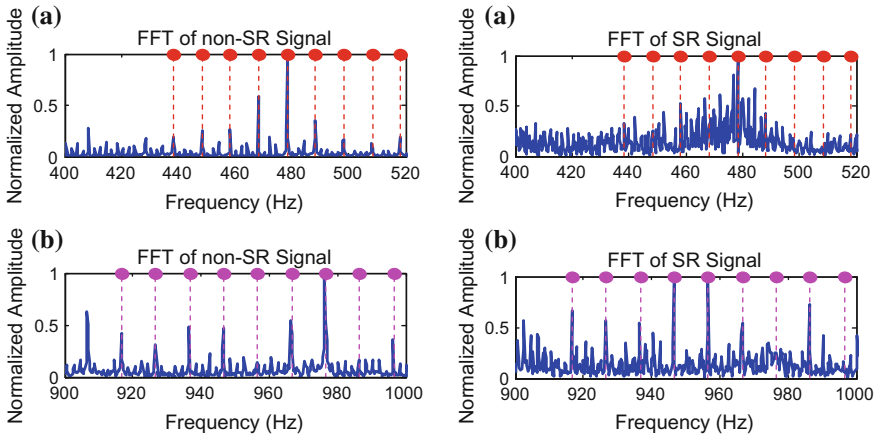 (a)
FFT of non-SR Signal
Normalized Amplitude
1
0.5
0
400 420 440 460 480 500 520
Frequency (Hz)
(a)
FFT of SR Signal
Normalized Amplitude
1
0.5
0
400 420 440 460 480 500 520
Frequency (Hz)
(b)
FFT of non-SR Signal
Normalized Amplitude
1
0.5
0
900 920 940 960 980 1000
Frequency (Hz)
(b)
FFT of SR Signal
Normalized Amplitude
1
0.5
0
900 920 940 960 980 1000
Frequency (Hz)